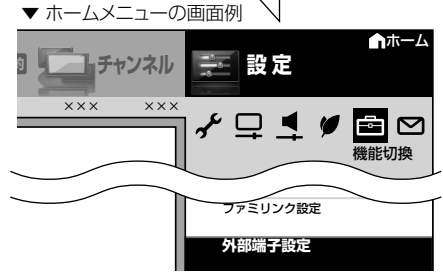 ▼ ホームメニューの画面例
ホーム
的
チャンネル
設定
××× ×××
機能切換
ファミリンク設定
外部端子設定